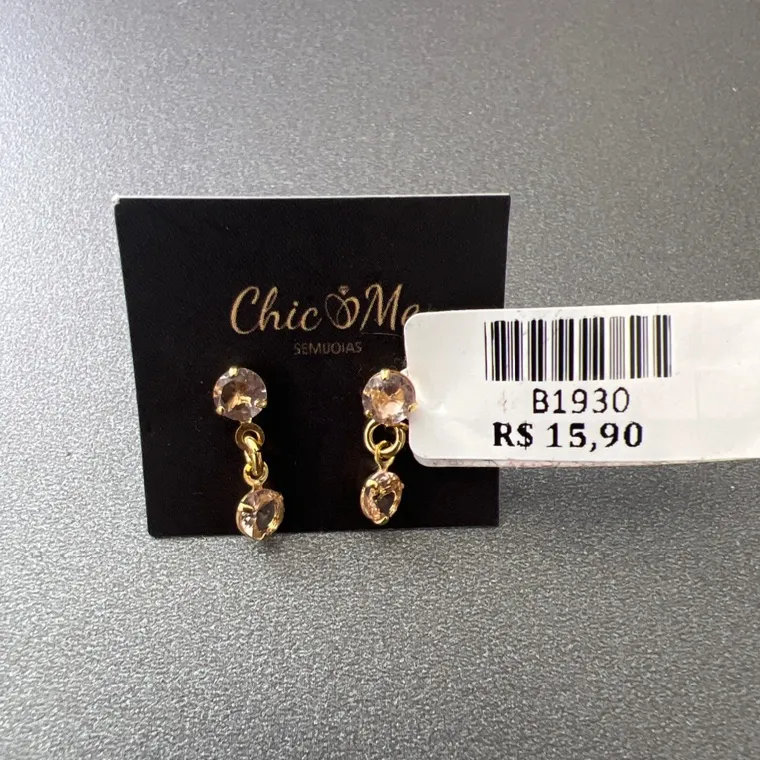 Chic Me
SEMIJOIAS
B1930
R$ 15,90